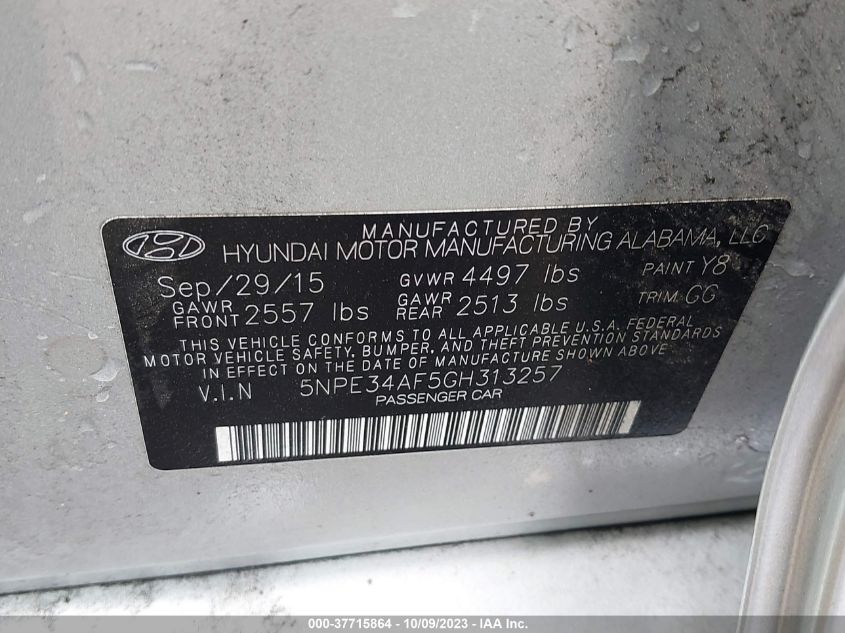 MANUFACTURED BY
HYUNDAI MOTOR MANUFACTURING ALABAMA, LLC
Sep/29/15 GVWR 4497 lbs PAINT Y8
GAWR FRONT 2557 lbs GAWR REAR 2513 lbs TRIM GG
THIS VEHICLE CONFORMS TO ALL APPLICABLE U.S.A. FEDERAL
MOTOR VEHICLE SAFETY, BUMPER, AND THEFT PREVENTION STANDARDS
IN EFFECT ON THE DATE OF MANUFACTURE SHOWN ABOVE.
V.I.N 5NPE34AF5GH313257
PASSENGER CAR
000-37715864 - 10/09/2023 - IAA Inc.